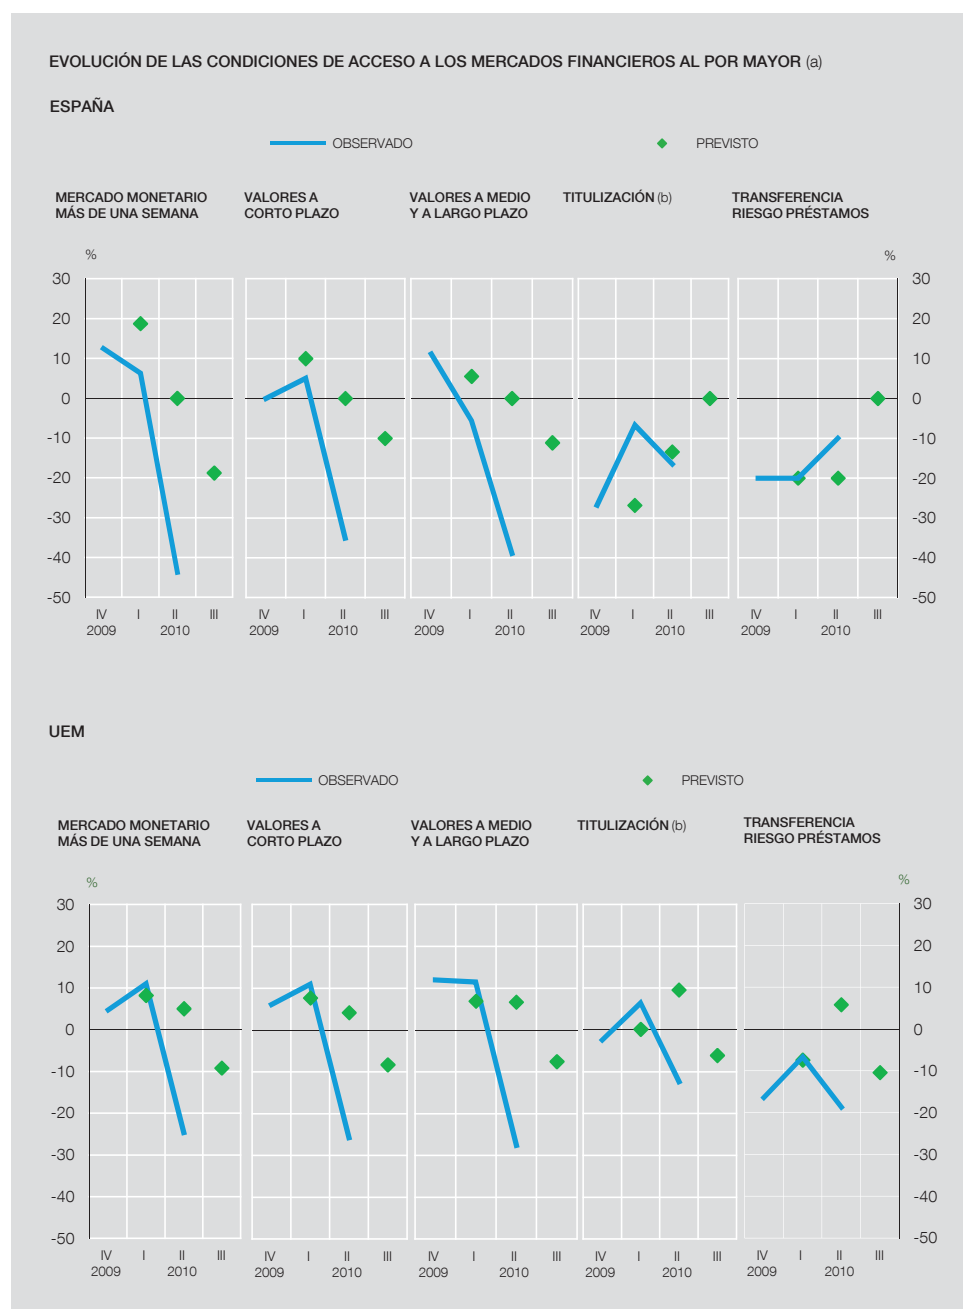 EVOLUCIÓN DE LAS CONDICIONES DE ACCESO A LOS MERCADOS FINANCIEROS AL POR MAYOR (a)
ESPAÑA
OBSERVADO PREVISTO
MERCADO MONETARIO
MÁS DE UNA SEMANA
VALORES A
CORTO PLAZO
VALORES A MEDIO
Y A LARGO PLAZO
TITULIZACIÓN (b)
TRANSFERENCIA
RIESGO PRÉSTAMOS
% %
30 30
20 20
10 10
0 0
-10 -10
-20 -20
-30 -30
-40 -40
-50 -50
IV I II III IV I II III IV I II III IV I II III IV I II III
2009 2010 2009 2010 2009 2010 2009 2010 2009 2010
UEM
OBSERVADO PREVISTO
MERCADO MONETARIO
MÁS DE UNA SEMANA
VALORES A
CORTO PLAZO
VALORES A MEDIO
Y A LARGO PLAZO
TITULIZACIÓN (b)
TRANSFERENCIA
RIESGO PRÉSTAMOS
% %
30 30
20 20
10 10
0 0
-10 -10
-20 -20
-30 -30
-40 -40
-50 -50
IV I II III IV I II III IV I II III IV I II III IV I II III
2009 2010 2009 2010 2009 2010 2009 2010 2009 2010